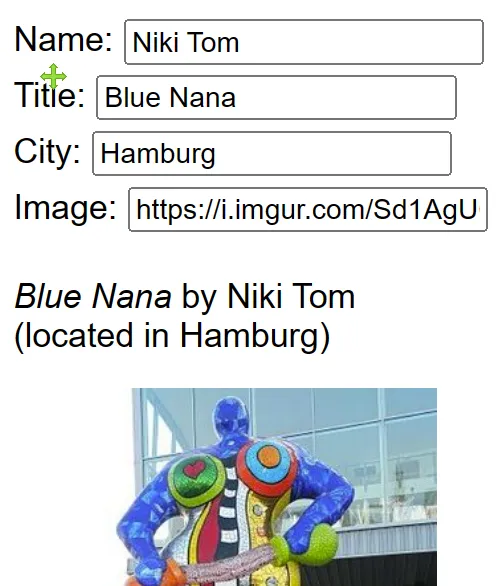 Name: Niki Tom
Title: Blue Nana
City: Hamburg
Image: https://i.imgur.com/Sd1AgU
Blue Nana by Niki Tom
(located in Hamburg)